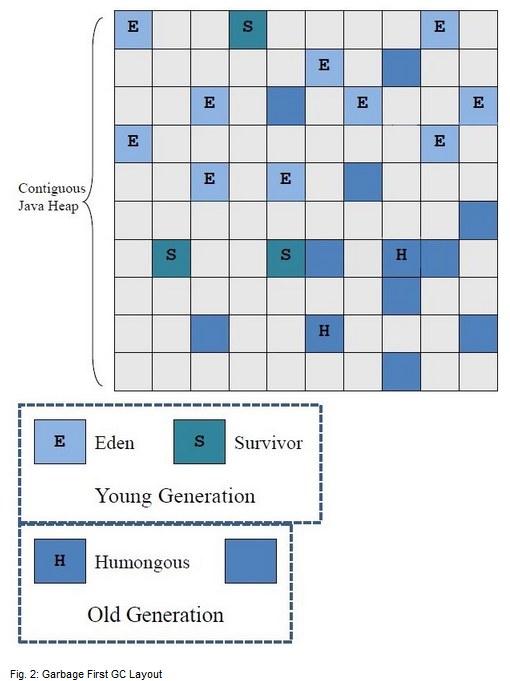 E S E
E
E E E
E E
E E
Contiguous
Java Heap
S S H
H
E Eden S Survivor
Young Generation
H Humongous
Old Generation
Fig. 2: Garbage First GC Layout